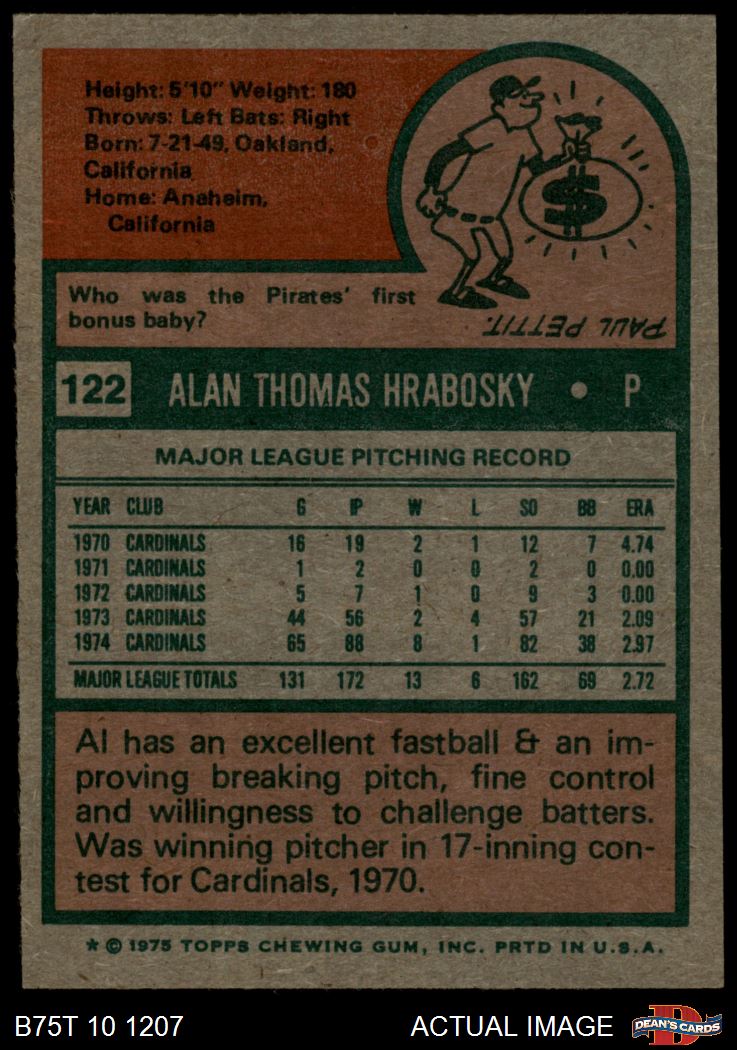 Height: 5'10" Weight: 180
Throws: Left Bats: Right
Born: 7-21-49, Oakland,
California
Home: Anaheim,
California
$
Who was the Pirates' first
bonus baby?
PAUL PETTIT.
122 ALAN THOMAS HRABOSKY • P
MAJOR LEAGUE PITCHING RECORD
YEAR CLUB G IP W L SO BB ERA
1970 CARDINALS 16 19 2 1 12 7 4.74
1971 CARDINALS 1 2 0 0 2 0 0.00
1972 CARDINALS 5 7 1 0 9 3 0.00
1973 CARDINALS 44 56 2 4 57 21 2.09
1974 CARDINALS 65 88 8 1 82 38 2.97
MAJOR LEAGUE TOTALS 131 172 13 6 162 69 2.72
Al has an excellent fastball & an im-
proving breaking pitch, fine control
and willingness to challenge batters.
Was winning pitcher in 17-inning con-
test for Cardinals, 1970.
* © 1975 TOPPS CHEWING GUM, INC. PRTD IN U.S.A.
B75T 10 1207 ACTUAL IMAGE DEAN'S CARDS